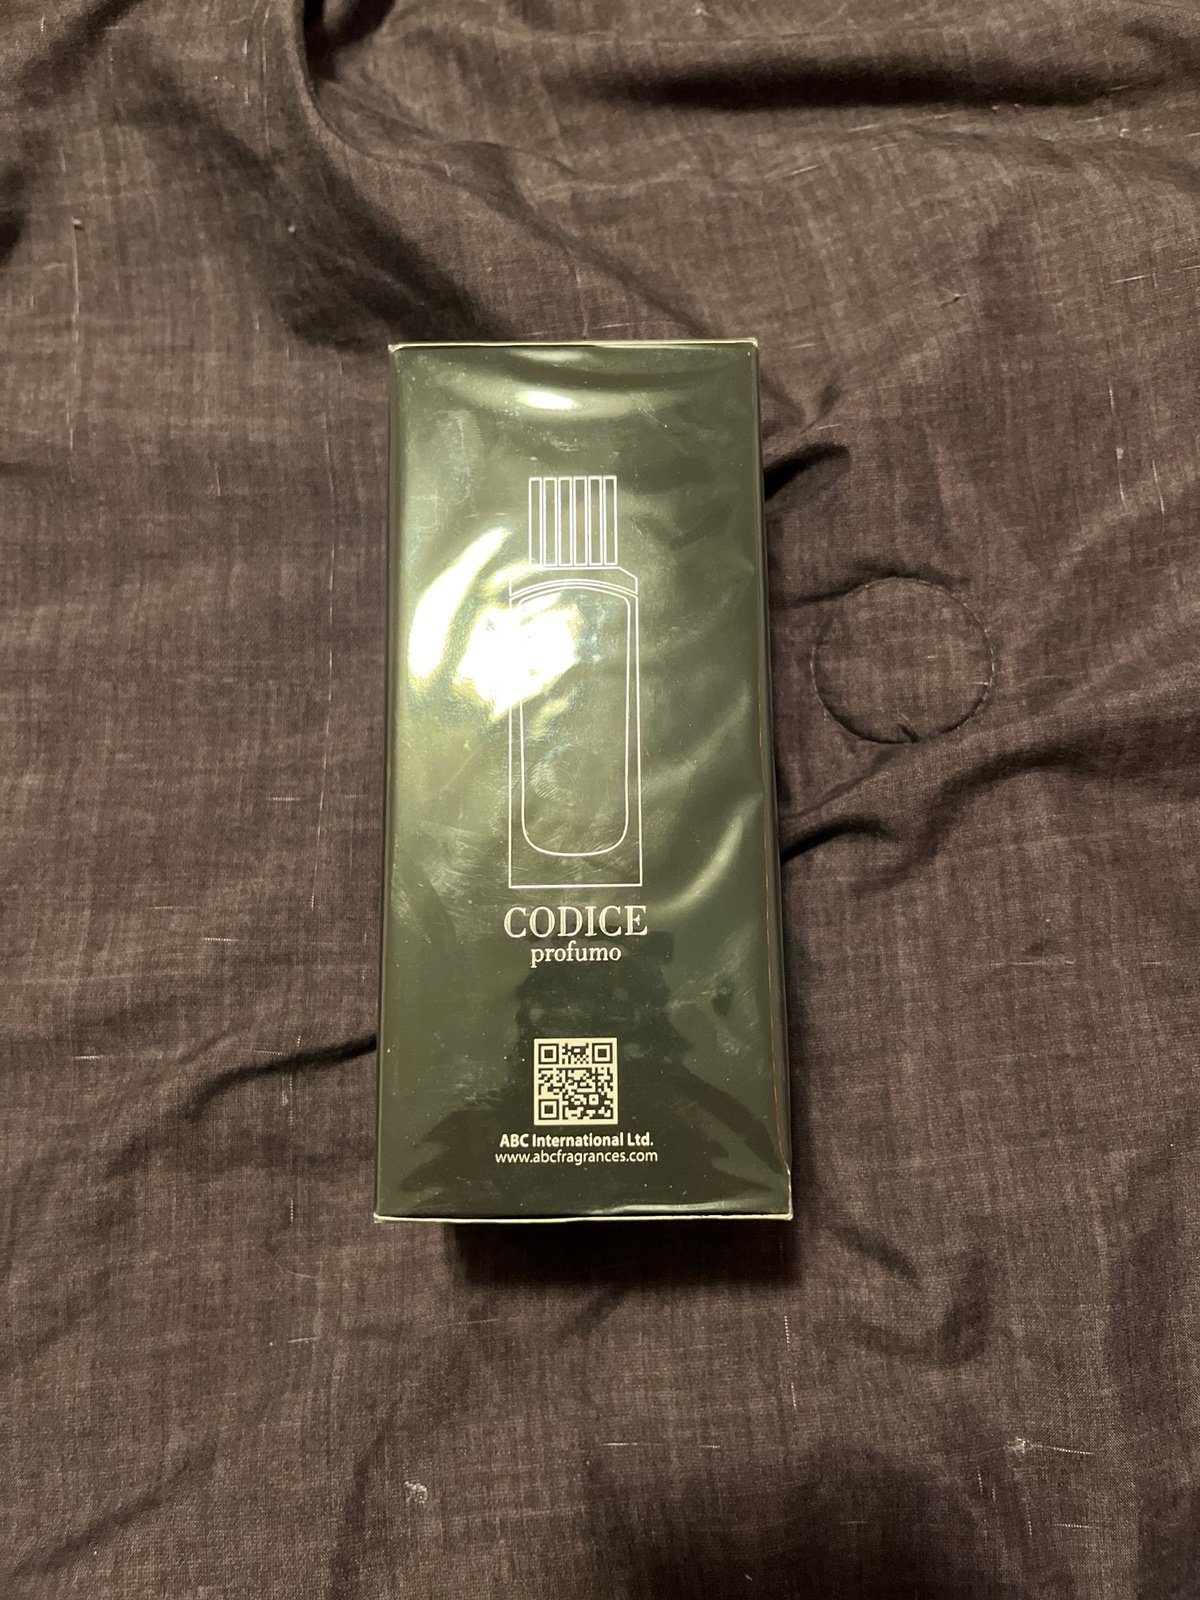 CODICE
profumo
ABC International Ltd.
www.abcfragrances.com